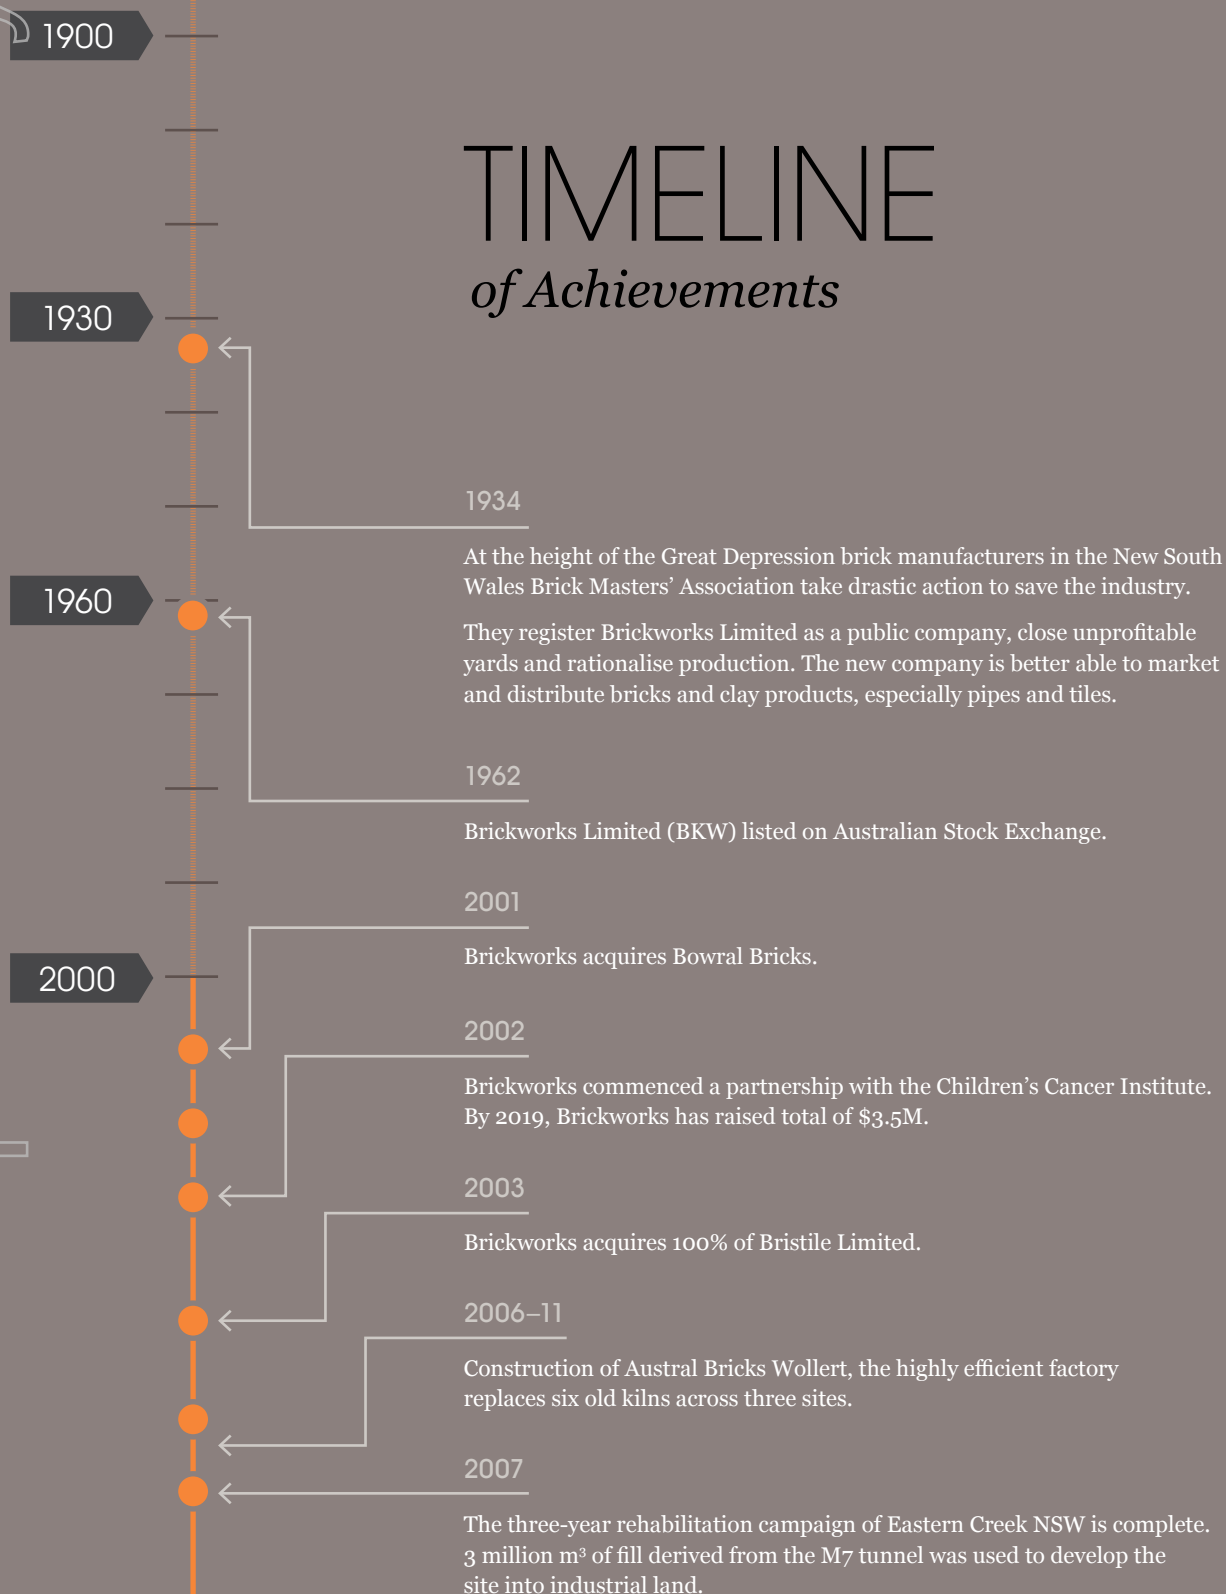 1900
TIMELINE
of Achievements
1930
1934
At the height of the Great Depression brick manufacturers in the New South
Wales Brick Masters’ Association take drastic action to save the industry.
1960
They register Brickworks Limited as a public company, close unprofitable
yards and rationalise production. The new company is better able to market
and distribute bricks and clay products, especially pipes and tiles.
1962
Brickworks Limited (BKW) listed on Australian Stock Exchange.
2001
Brickworks acquires Bowral Bricks.
2000
2002
Brickworks commenced a partnership with the Children’s Cancer Institute.
By 2019, Brickworks has raised total of $3.5M.
2003
Brickworks acquires 100% of Bristile Limited.
2006–11
Construction of Austral Bricks Wollert, the highly efficient factory
replaces six old kilns across three sites.
2007
The three-year rehabilitation campaign of Eastern Creek NSW is complete.
3 million m³ of fill derived from the M7 tunnel was used to develop the
site into industrial land.